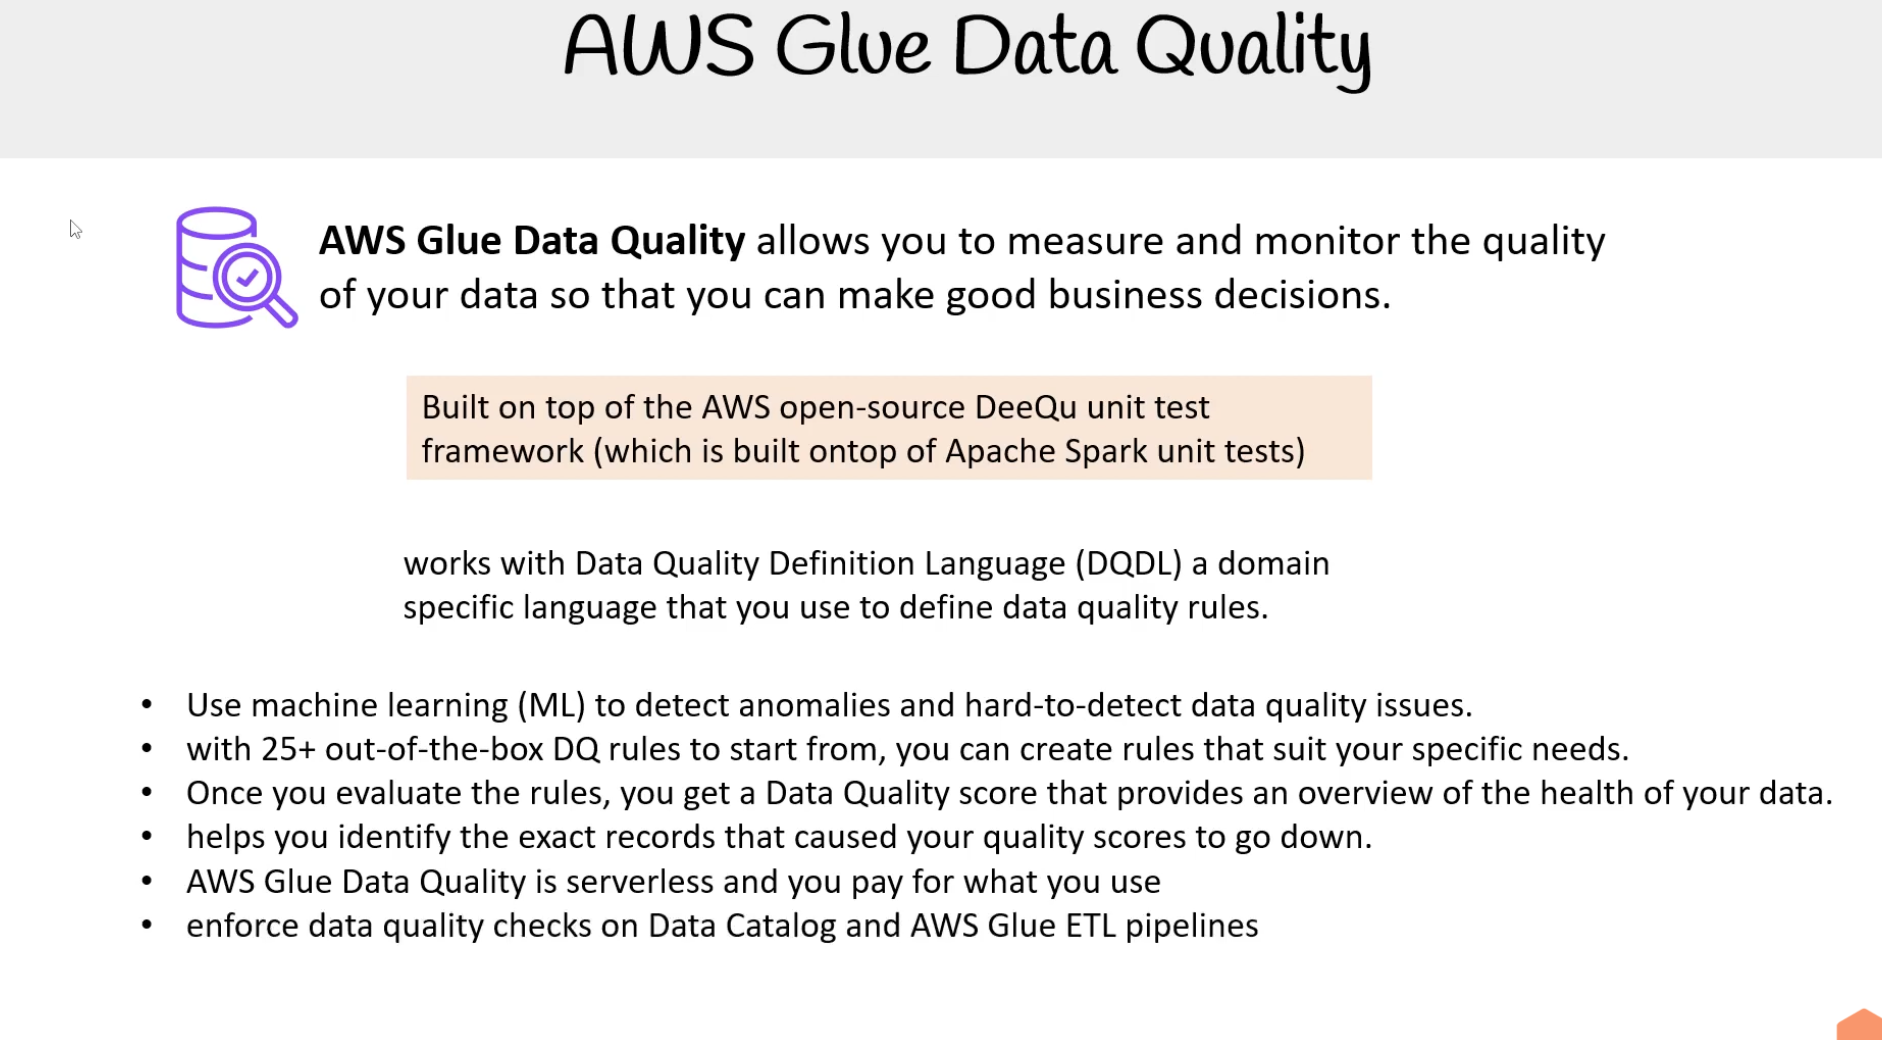 AWS Glue Data Quality
AWS Glue Data Quality allows you to measure and monitor the quality
of your data so that you can make good business decisions.
Built on top of the AWS open-source DeeQu unit test
framework (which is built ontop of Apache Spark unit tests)
works with Data Quality Definition Language (DQDL) a domain
specific language that you use to define data quality rules.
• Use machine learning (ML) to detect anomalies and hard-to-detect data quality issues.
• with 25+ out-of-the-box DQ rules to start from, you can create rules that suit your specific needs.
• Once you evaluate the rules, you get a Data Quality score that provides an overview of the health of your data.
• helps you identify the exact records that caused your quality scores to go down.
• AWS Glue Data Quality is serverless and you pay for what you use
• enforce data quality checks on Data Catalog and AWS Glue ETL pipelines